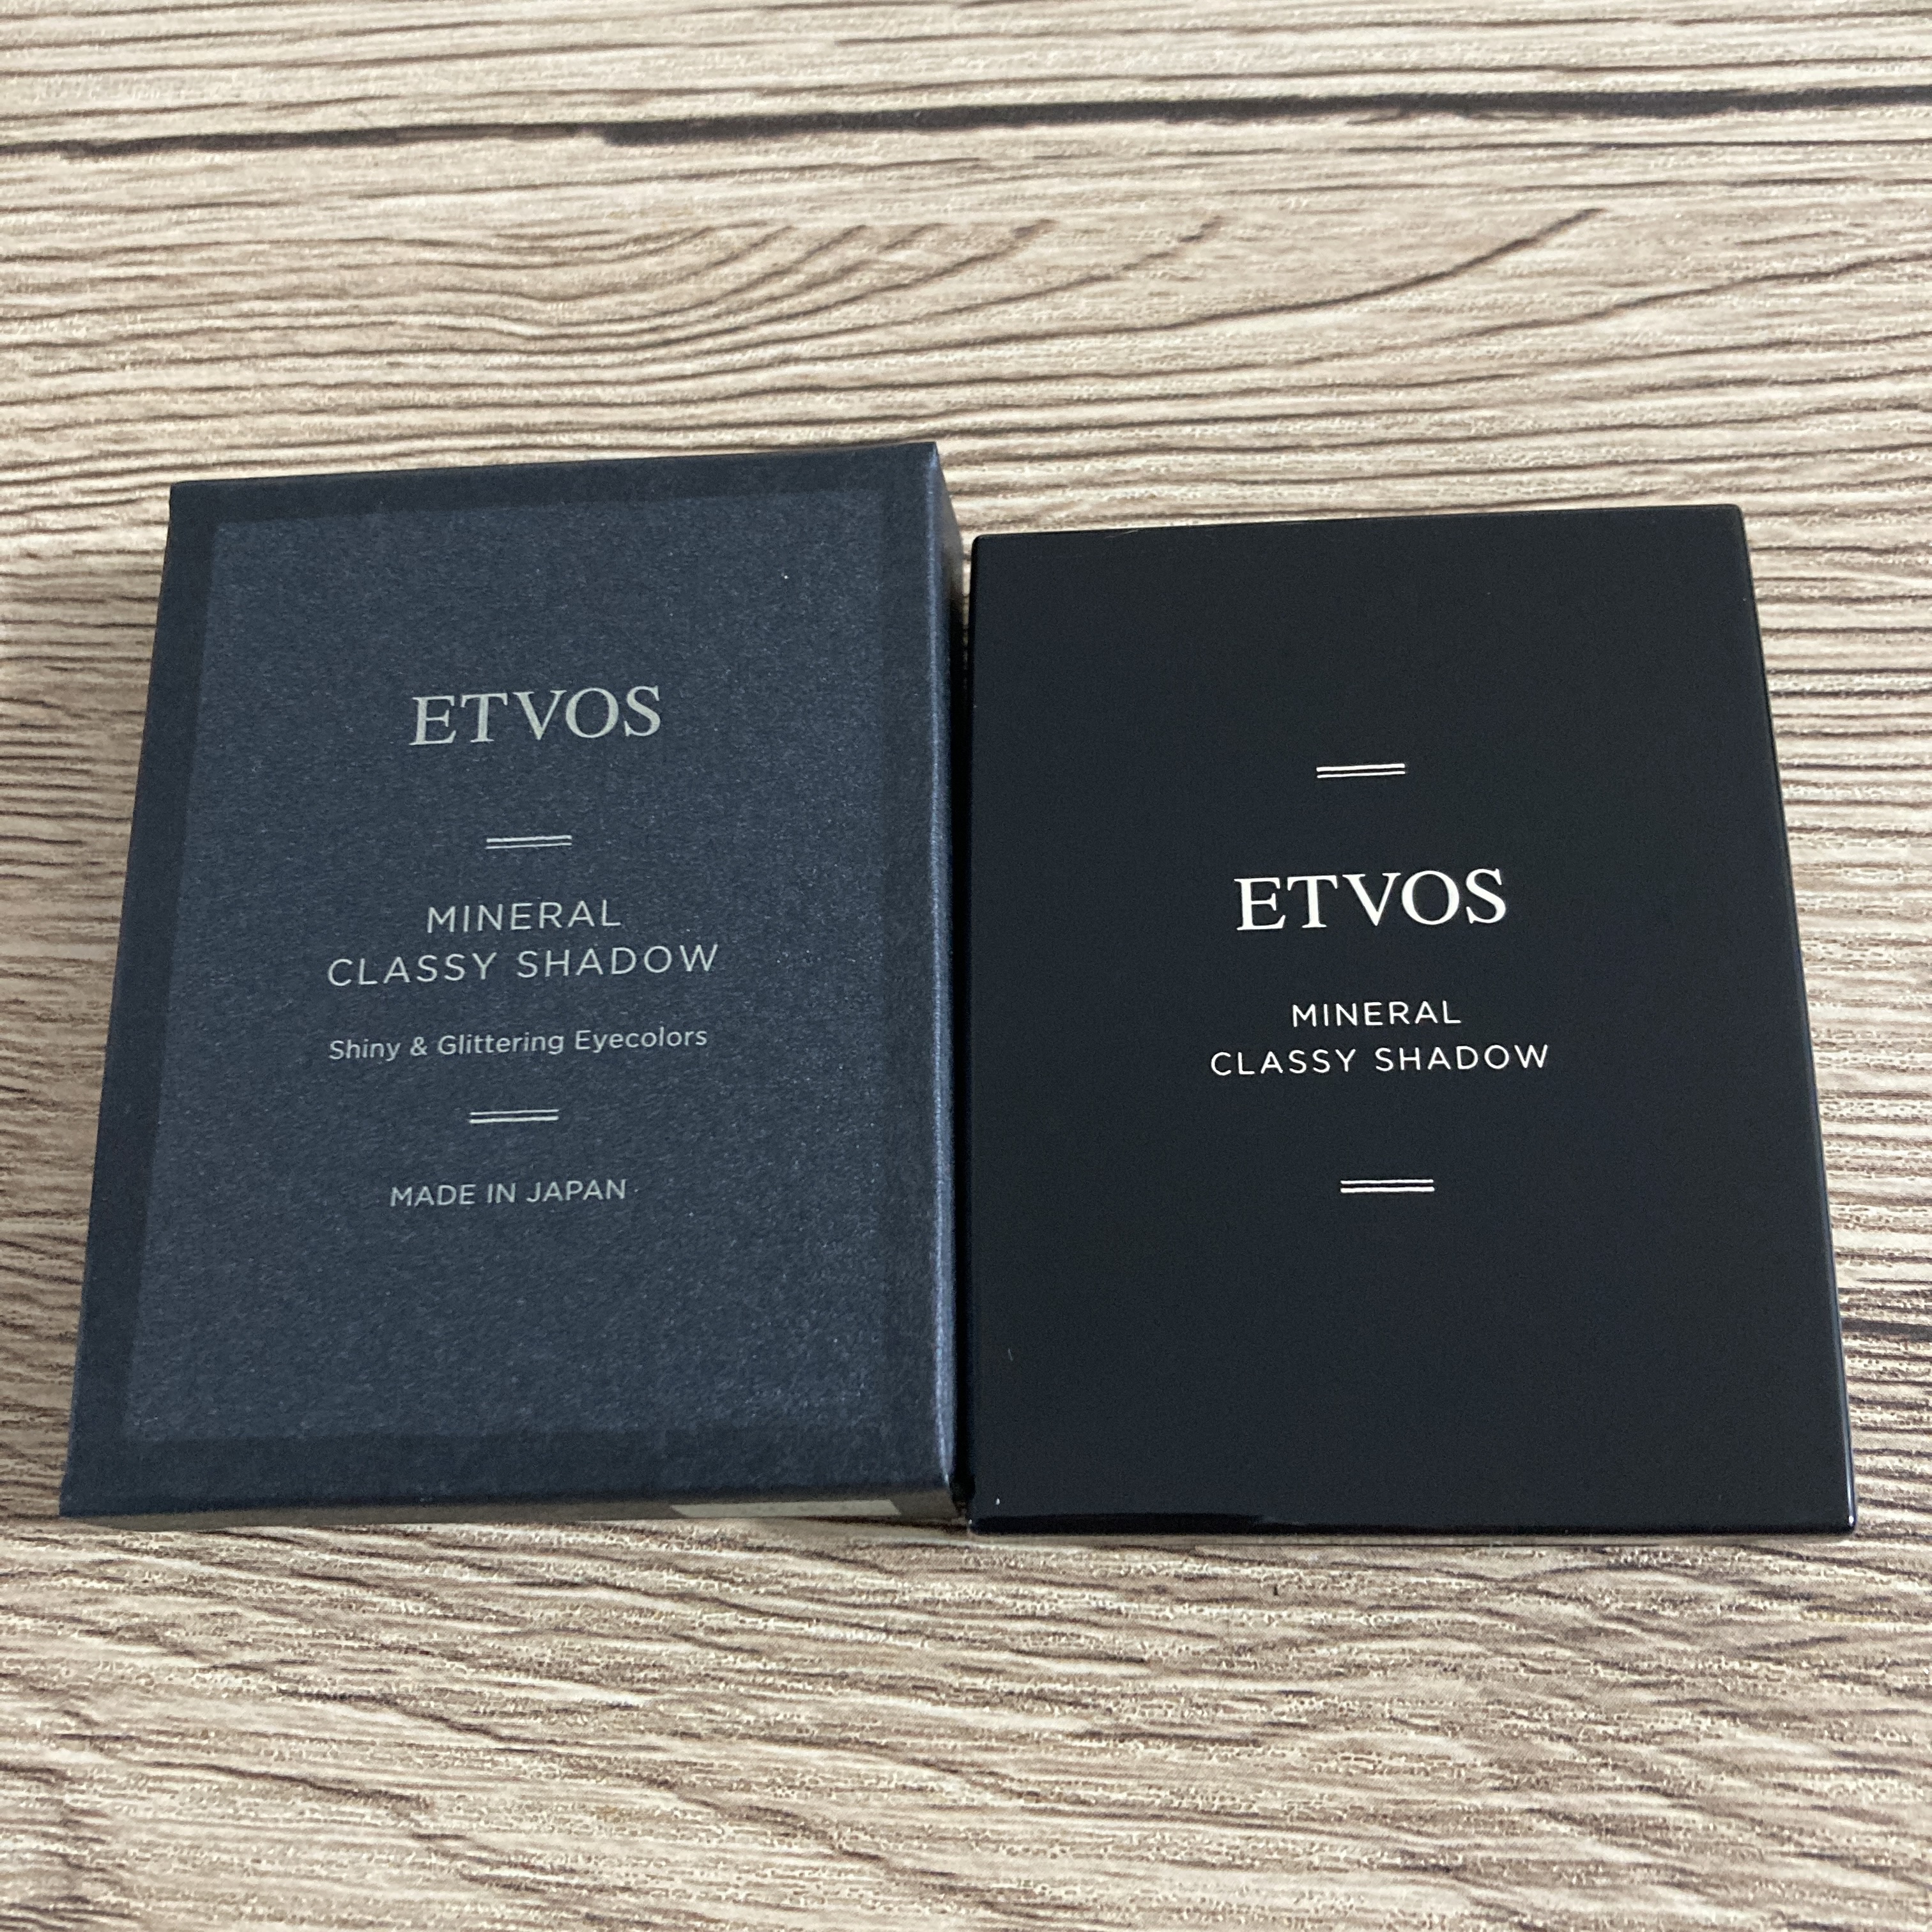 ETVOS
MINERAL
CLASSY SHADOW
Shiny & Glittering Eyecolors
MADE IN JAPAN
ETVOS
MINERAL
CLASSY SHADOW